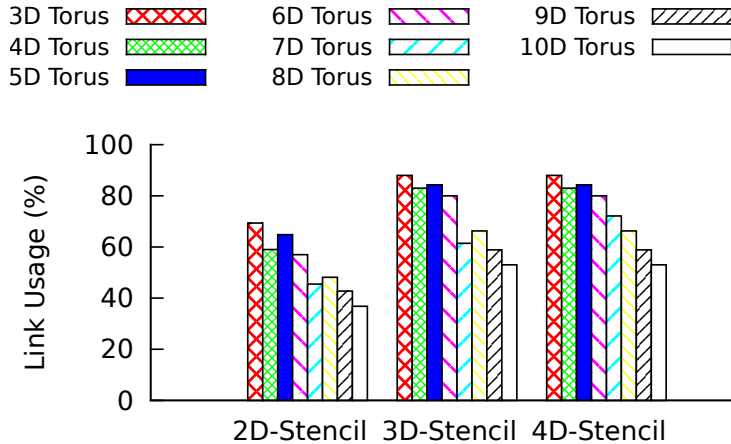 3D Torus
4D Torus
5D Torus
6D Torus
7D Torus
8D Torus
9D Torus
10D Torus
Link Usage (%)
100
80
60
40
20
0
2D-Stencil
3D-Stencil
4D-Stencil